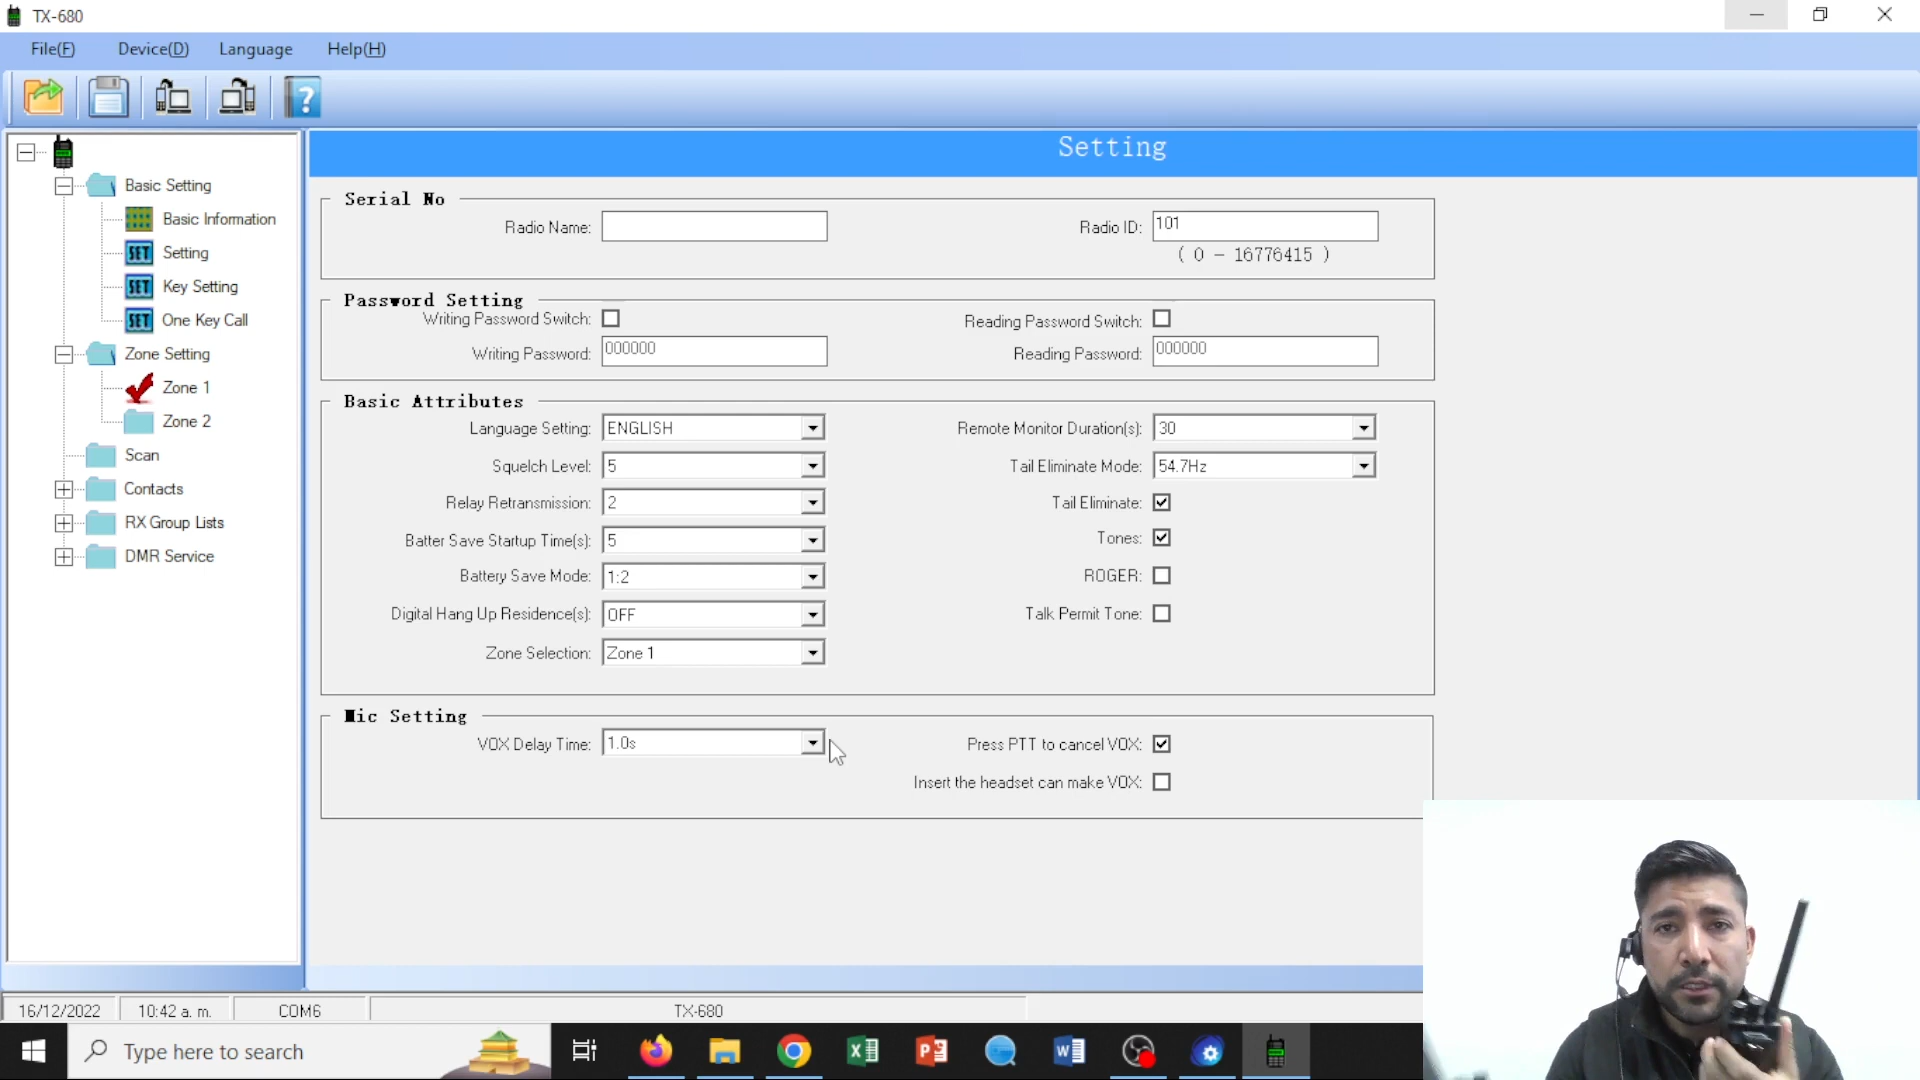 TX-680
File(F) Device(D) Language Help(H)
?
Basic Setting
Basic Information
SET Setting
SET Key Setting
SET One Key Call
Zone Setting
Zone 1
Zone 2
Scan
Contacts
RX Group Lists
DMR Service
Setting
Serial No
Radio Name:
Radio ID: 101
( 0 - 16776415 )
Password Setting
Writing Password Switch:
Reading Password Switch:
Writing Password: 000000
Reading Password: 000000
Basic Attributes
Language Setting: ENGLISH
Remote Monitor Duration(s): 30
Squelch Level: 5
Tail Eliminate Mode: 54.7Hz
Relay Retransmission: 2
Tail Eliminate:
Batter Save Startup Time(s): 5
Tones:
Battery Save Mode: 1:2
ROGER:
Digital Hang Up Residence(s): OFF
Talk Permit Tone:
Zone Selection: Zone 1
Mic Setting
VOX Delay Time: 1.0s
Press PTT to cancel VOX:
Insert the headset can make VOX:
16/12/2022 10:42 a. m. COM6 TX-680
Type here to search